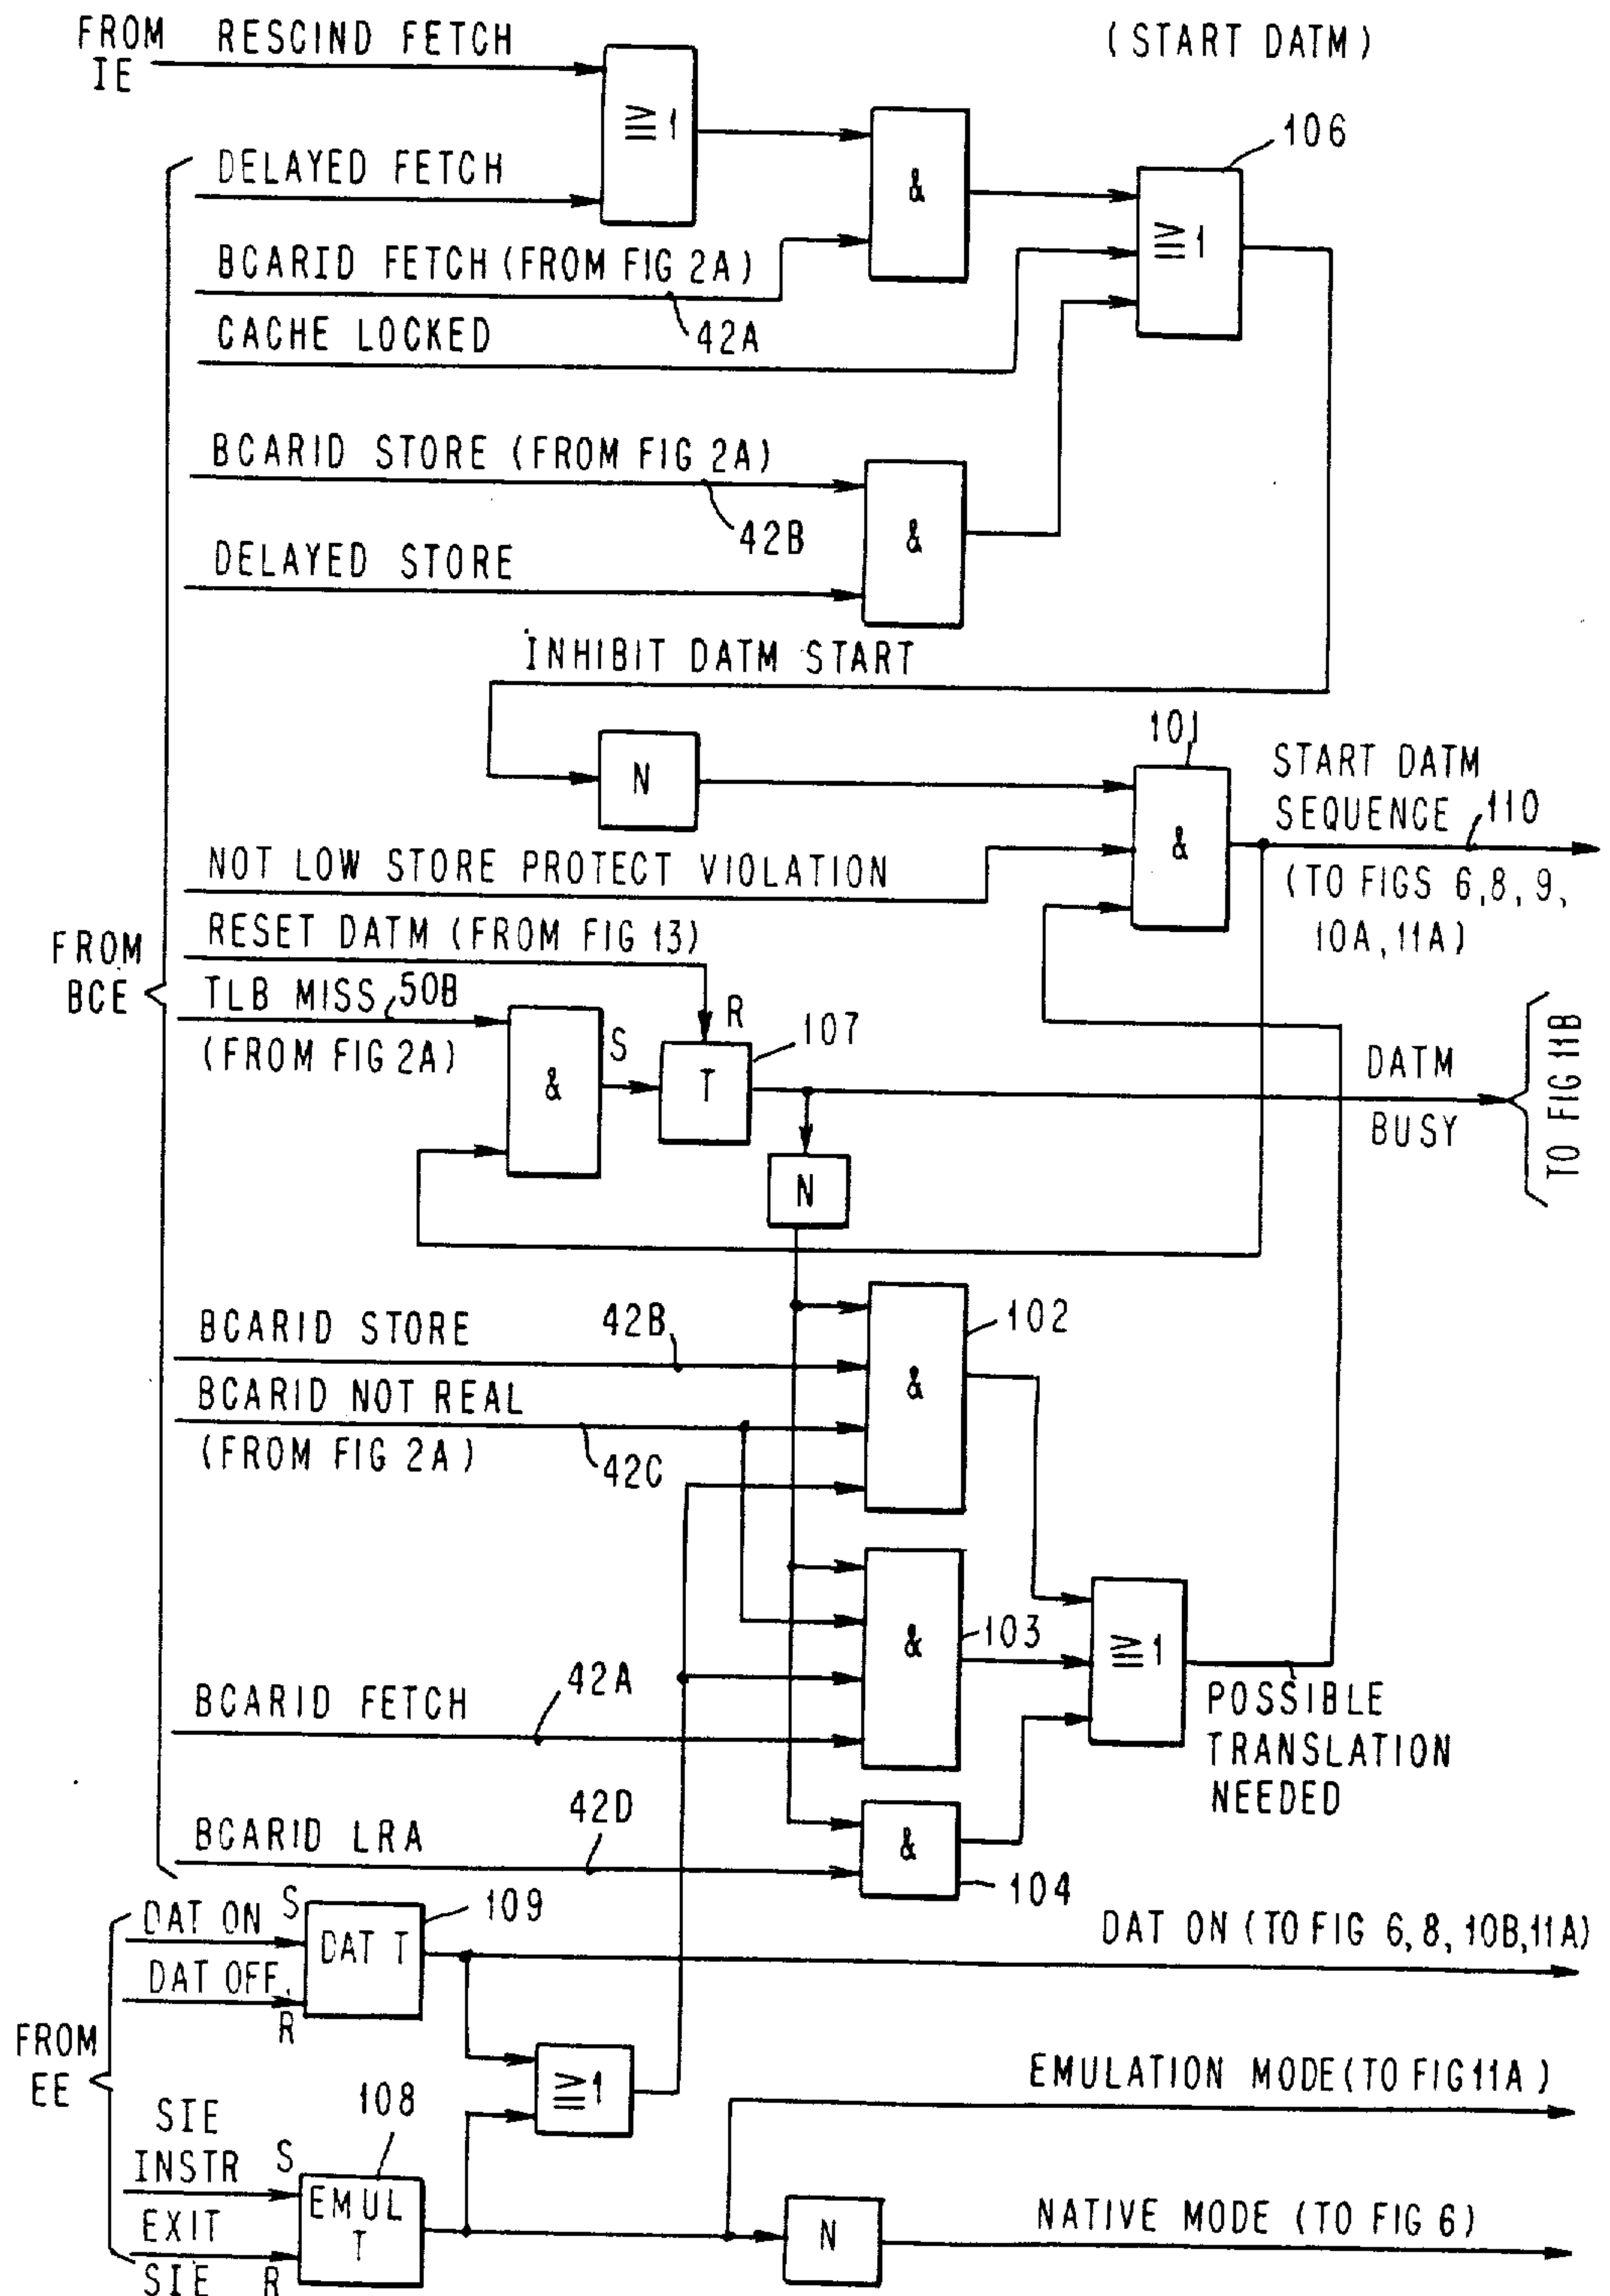 FROM IE
RESCIND FETCH
(START DATM)
≧1
106
DELAYED FETCH
&
≧1
BCARID FETCH (FROM FIG 2A)
42A
CACHE LOCKED
BCARID STORE (FROM FIG 2A)
42B
&
DELAYED STORE
INHIBIT DATM START
N
101
&
START DATM
SEQUENCE
110
(TO FIGS 6,8,9,
10A,11A)
NOT LOW STORE PROTECT VIOLATION
FROM
BCE
RESET DATM (FROM FIG 13)
TLB MISS
50B
(FROM FIG 2A)
&
S
R
T
107
DATM
BUSY
TO FIG 11B
N
BCARID STORE
42B
102
&
BCARID NOT REAL
(FROM FIG 2A)
42C
&
103
≧1
BCARID FETCH
42A
POSSIBLE
TRANSLATION
NEEDED
BCARID LRA
42D
&
104
FROM
EE
DAT ON
S
DAT T
109
DAT OFF
R
DAT ON (TO FIG 6,8,10B,11A)
≧1
EMULATION MODE (TO FIG 11A)
SIE
INSTR
S
108
EMUL
T
EXIT
SIE
R
N
NATIVE MODE (TO FIG 6)